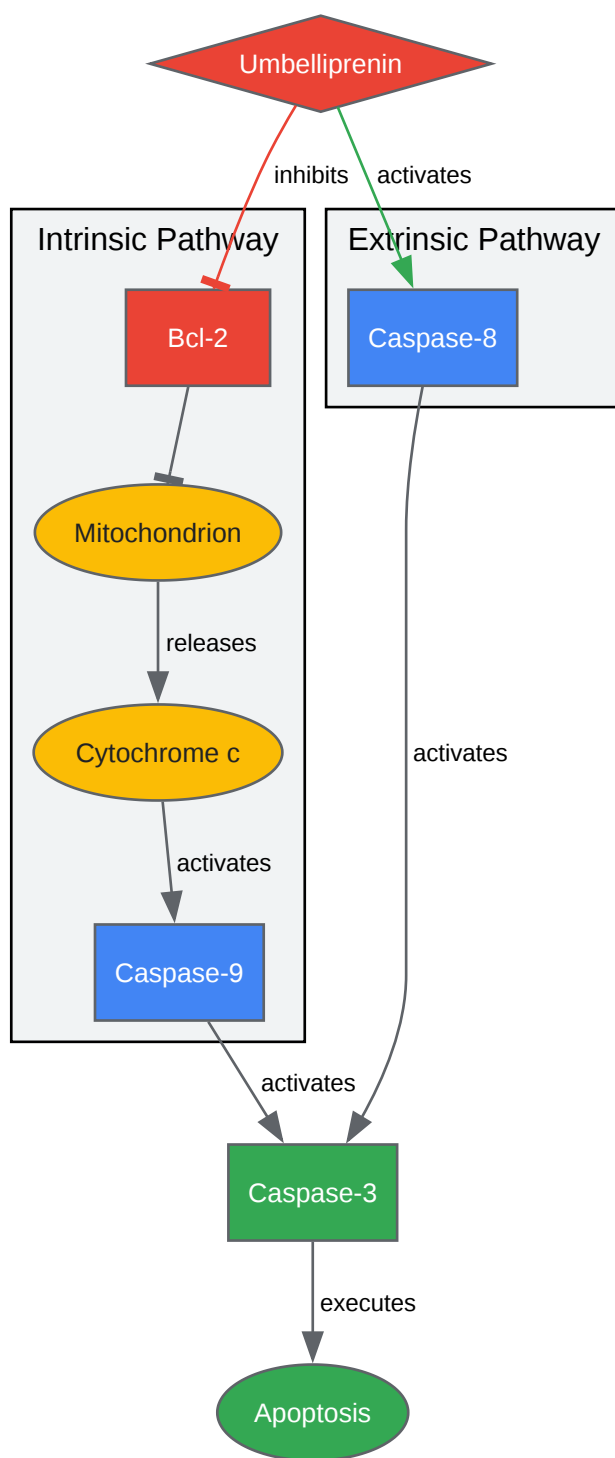 Umbelliprenin
inhibits
activates
Intrinsic Pathway
Extrinsic Pathway
Bcl-2
Caspase-8
Mitochondrion
releases
Cytochrome c
activates
activates
Caspase-9
activates
Caspase-3
executes
Apoptosis